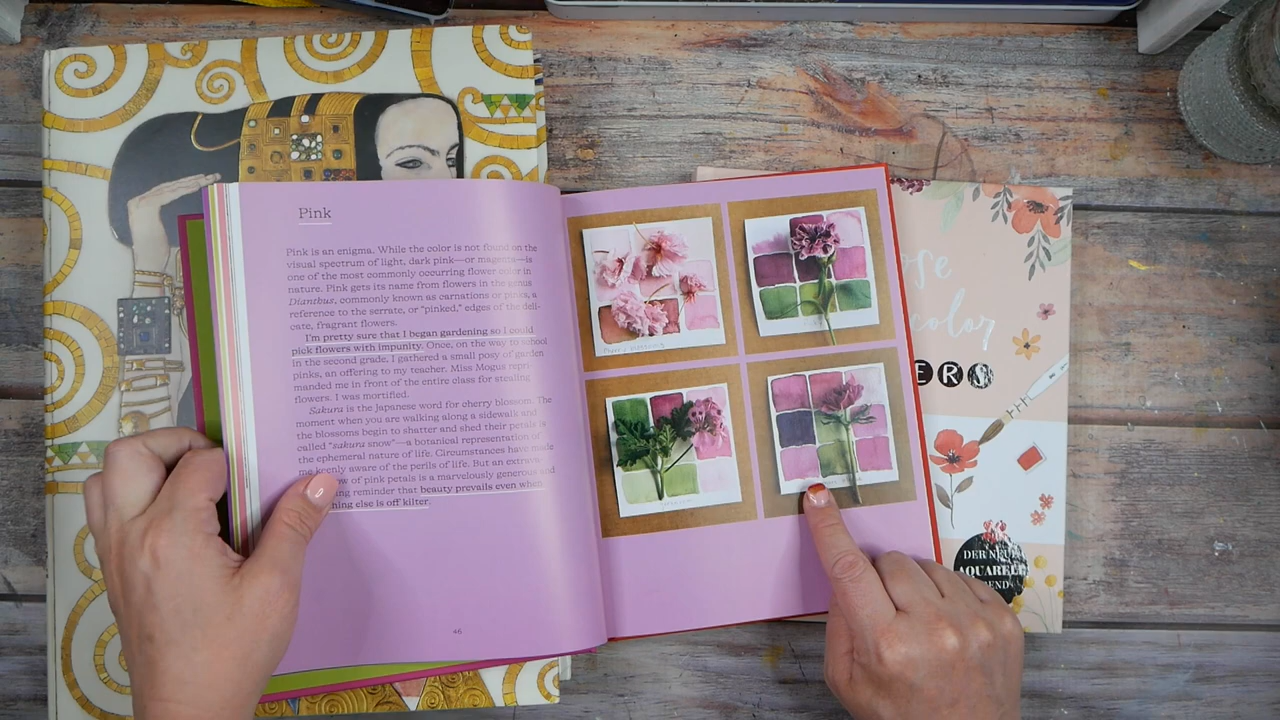 Pink
Pink is an enigma. While the color is not found on the
visual spectrum of light, dark pink—or magenta—is
one of the most commonly occurring flower color in
nature. Pink gets its name from flowers in the genus
Dianthus, commonly known as carnations or pinks, a
reference to the serrate, or "pinked," edges of the deli-
cate, fragrant flowers.
I'm pretty sure that I began gardening so I could
pick flowers with impunity. Once, on the way to school
in the second grade, I gathered a small posy of garden
pinks, an offering to my teacher. Miss Mogus repri-
manded me in front of the entire class for stealing
flowers. I was mortified.
Sakura is the Japanese word for cherry blossom. The
moment when you are walking along a sidewalk and
the blossoms begin to shatter and shed their petals is
called "sakura snow"—a botanical representation of
the ephemeral nature of life. Circumstances have made
me keenly aware of the perils of life. But an extrava-
ow of pink petals is a marvelously generous and
ing reminder that beauty prevails even when
thing else is off kilter.
46
ose
color
ERS
DER NEUE
AQUARELL
END